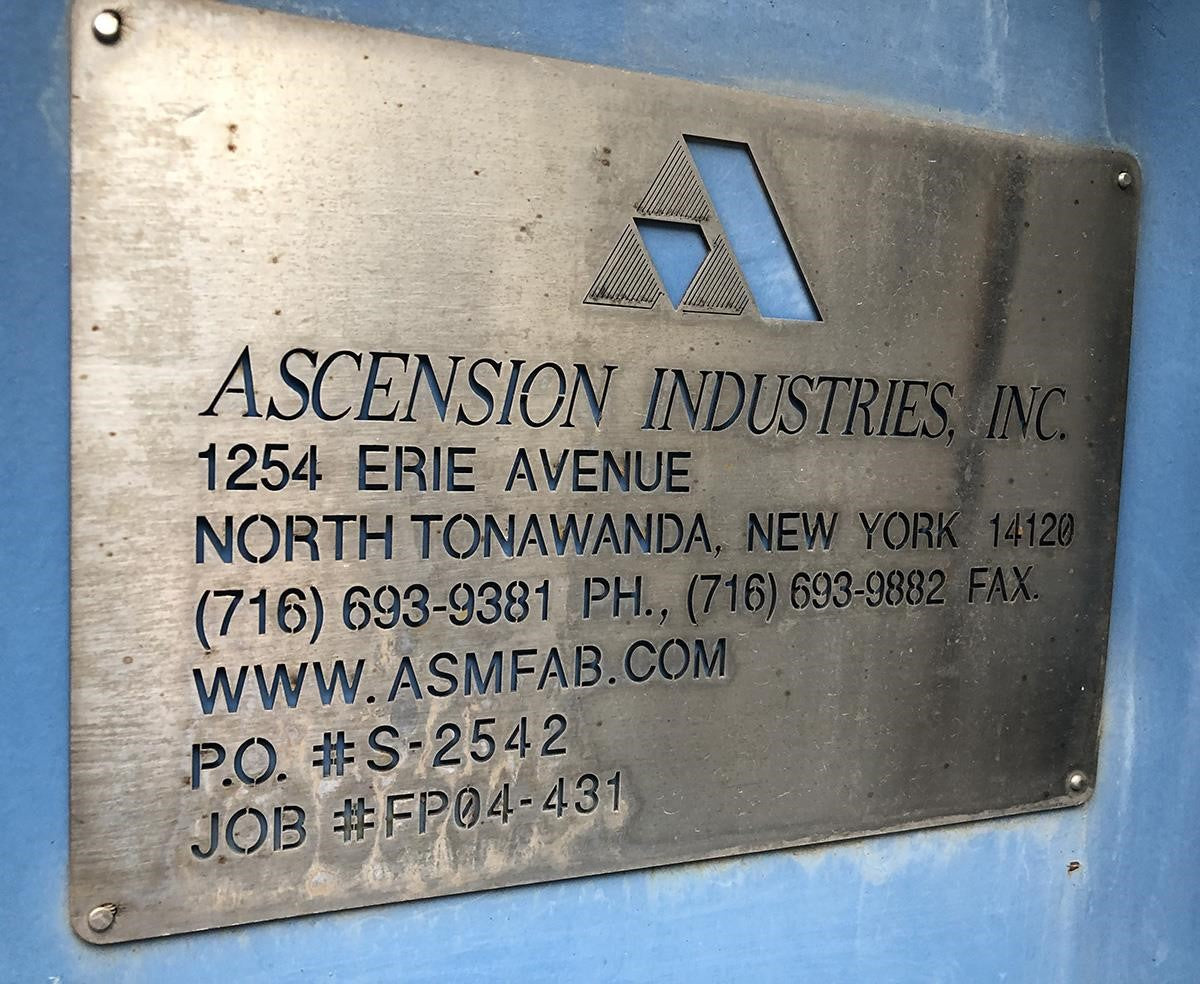 ASCENSION INDUSTRIES, INC.
1254 ERIE AVENUE
NORTH TONAWANDA, NEW YORK 14120
(716) 693-9381 PH., (716) 693-9882 FAX.
WWW.ASMFAB.COM
P.O. #S-2542
JOB #FP04-431